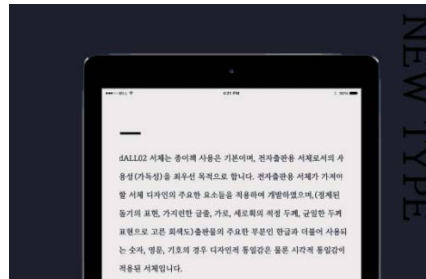 NEW TYPE
4:21 PM
dALL02 서체는 종이책 사용은 기본이며, 전자출판용 서체로서의 사
용성(가독성)을 최우선 목적으로 합니다. 전자출판용 서체가 가져야
할 서체 디자인의 주요한 요소들을 적용하여 개발하였으며,(절제된
돌기의 표현, 가지런한 글줄, 가로, 세로획의 적정 두께, 균일한 두께
표현으로 고른 회색도)출판물의 주요한 부분인 한글과 더불어 사용되
는 숫자, 영문, 기호의 경우 디자인적 통일감은 물론 시각적 통일감이
적용된 서체입니다.